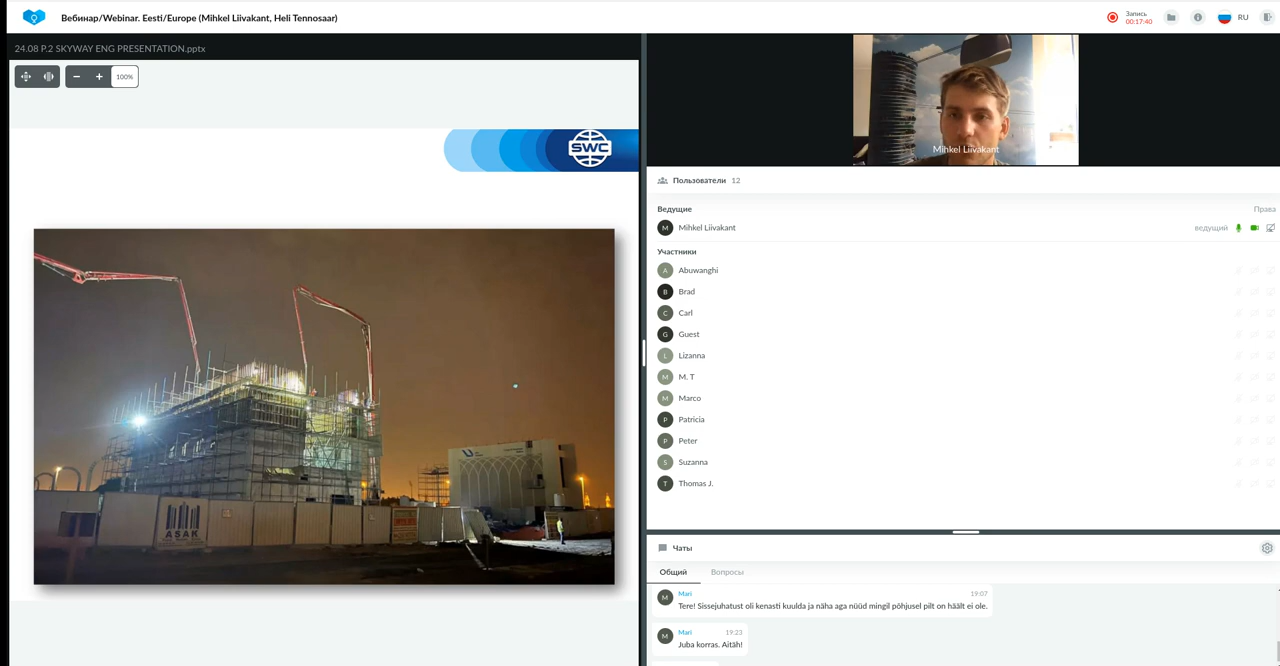 Вебинар/Webinar. Eesti/Europe (Mihkel Liivakant, Heli Tennosaar)
Запись
00:17:40
RU
24.08 P.2 SKYWAY ENG PRESENTATION.pptx
100%
SWC
ASAK
Mihkel Liivakant
Пользователи 12
Ведущие Права
M Mihkel Liivakant ведущий
Участники
A Abuwanghi
B Brad
C Carl
G Guest
L Lizanna
M M. T
M Marco
P Patricia
P Peter
S Suzanna
T Thomas J.
Чаты
Общий Вопросы
M Mari 19:07
Tere! Sissejuhatust oli kenasti kuulda ja näha aga nüüd mingil põhjusel pilt on häält ei ole.
M Mari 19:23
Juba korras. Aitäh!